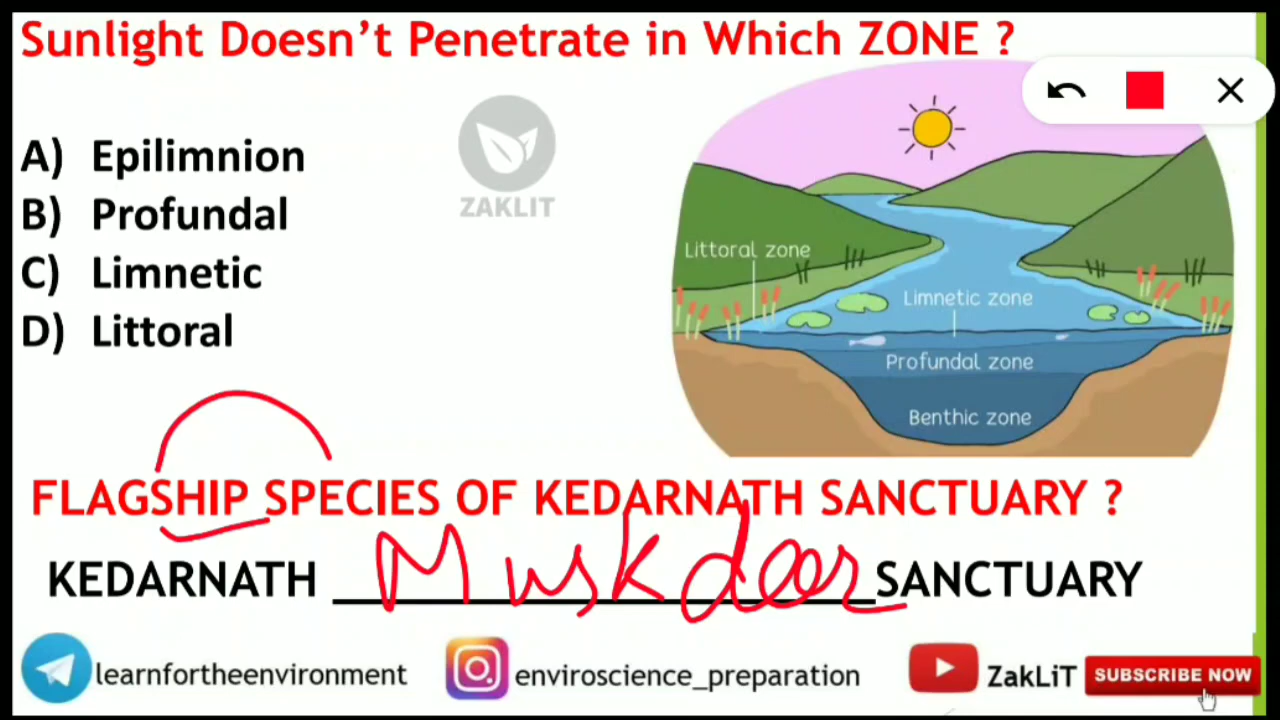 Sunlight Doesn't Penetrate in Which ZONE ?
A) Epilimnion
B) Profundal
C) Limnetic
D) Littoral
ZAKLIT
Littoral zone
Limnetic zone
Profundal zone
Benthic zone
FLAGSHIP SPECIES OF KEDARNATH SANCTUARY ?
KEDARNATH Musk deer SANCTUARY
learnfortheenvironment
enviroscience_preparation
ZakLiT
SUBSCRIBE NOW